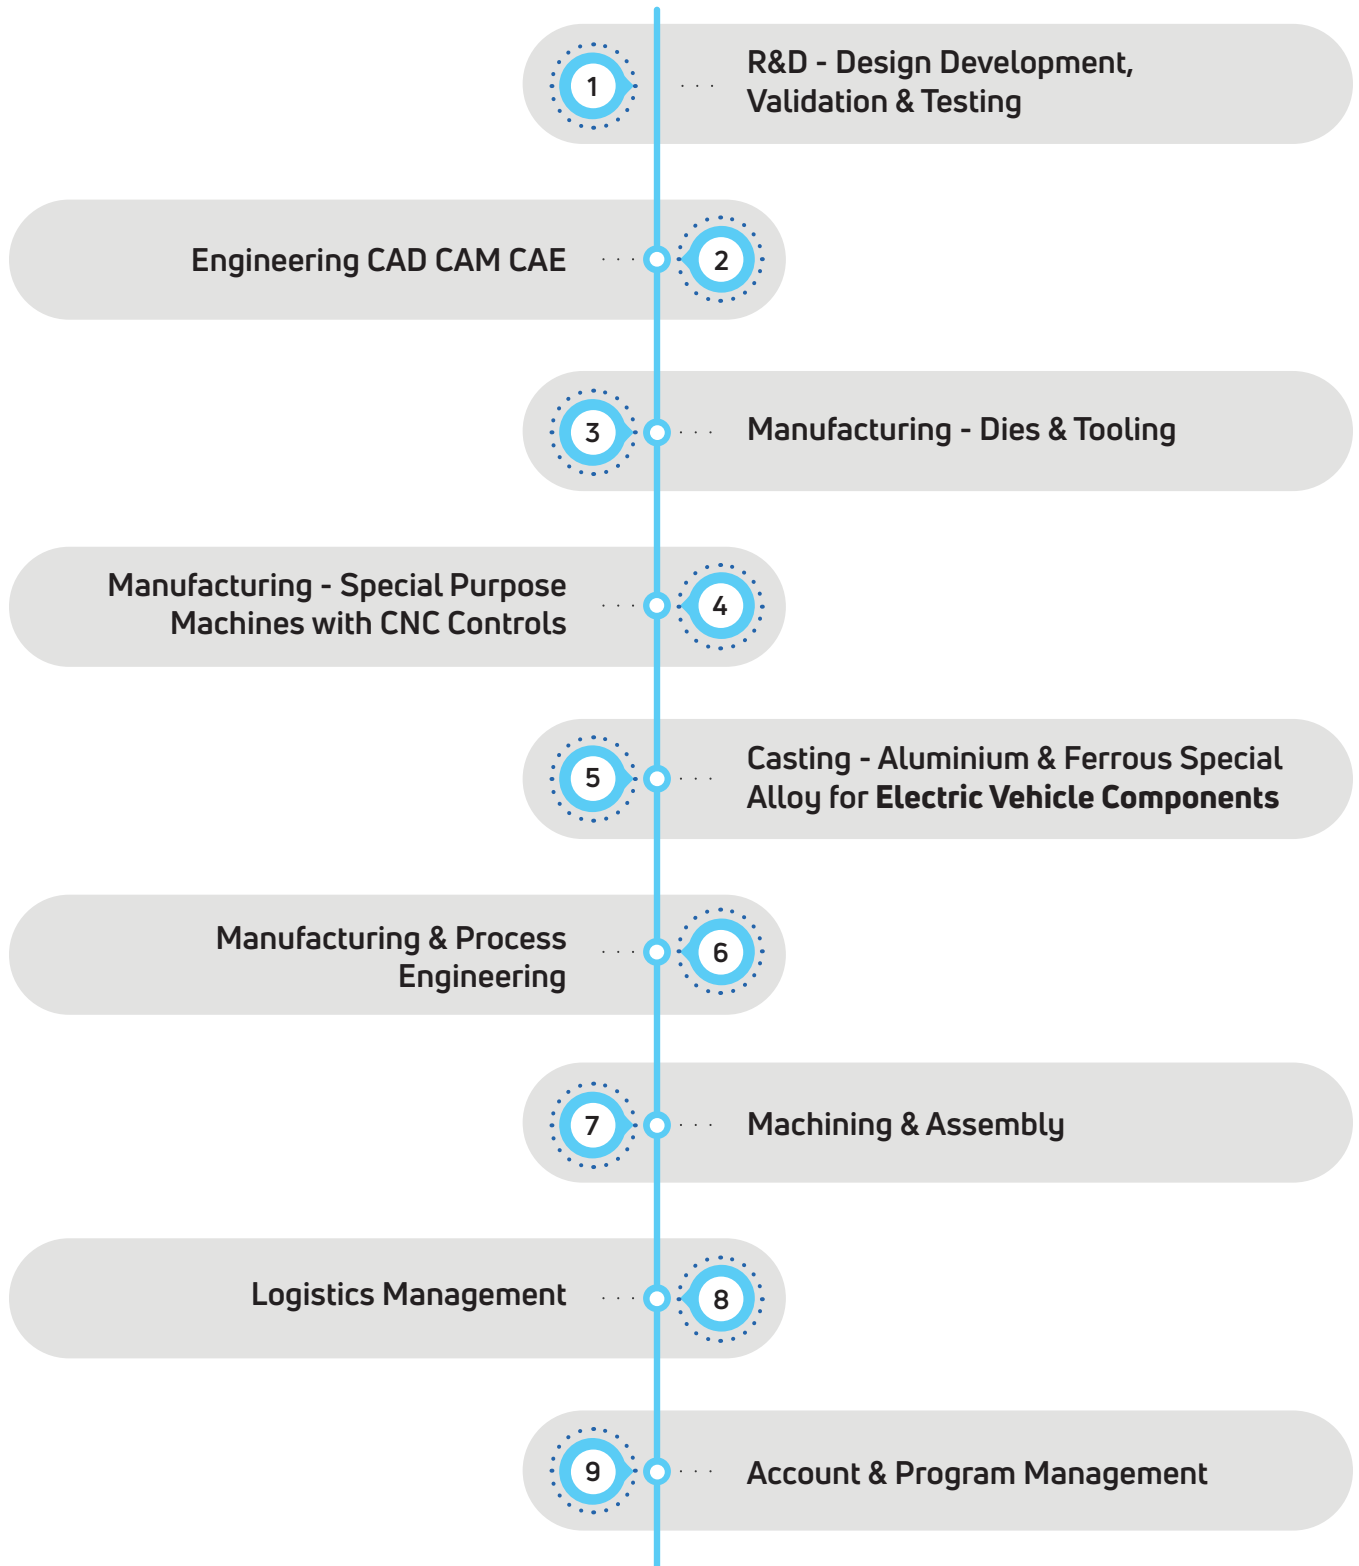 1
R&D - Design Development,
Validation & Testing
Engineering CAD CAM CAE
2
3
Manufacturing - Dies & Tooling
Manufacturing - Special Purpose
Machines with CNC Controls
4
5
Casting - Aluminium & Ferrous Special
Alloy for Electric Vehicle Components
Manufacturing & Process
Engineering
6
7
Machining & Assembly
Logistics Management
8
9
Account & Program Management